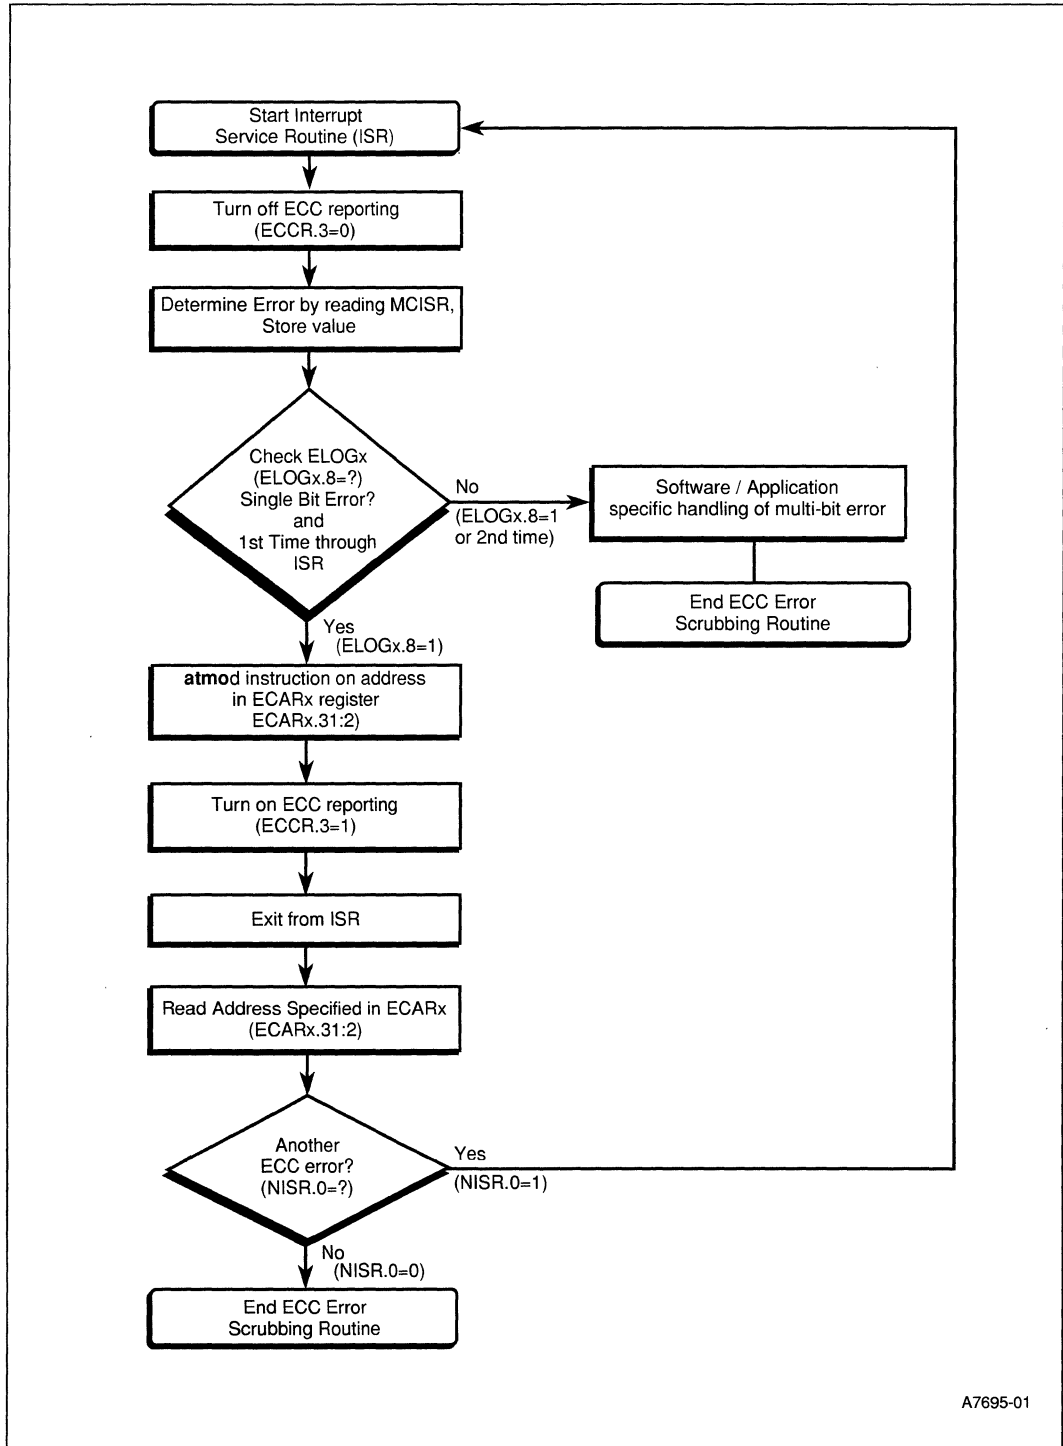 Start Interrupt
Service Routine (ISR)
Turn off ECC reporting
(ECCR.3=0)
Determine Error by reading MCISR,
Store value
Check ELOGx
(ELOGx.8=?)
Single Bit Error?
and
1st Time through
ISR
No
(ELOGx.8=1
or 2nd time)
Software / Application
specific handling of multi-bit error
End ECC Error
Scrubbing Routine
Yes
(ELOGx.8=1)
atmod instruction on address
in ECARx register
ECARx.31:2)
Turn on ECC reporting
(ECCR.3=1)
Exit from ISR
Read Address Specified in ECARx
(ECARx.31:2)
Another
ECC error?
(NISR.0=?)
Yes
(NISR.0=1)
No
(NISR.0=0)
End ECC Error
Scrubbing Routine
A7695-01